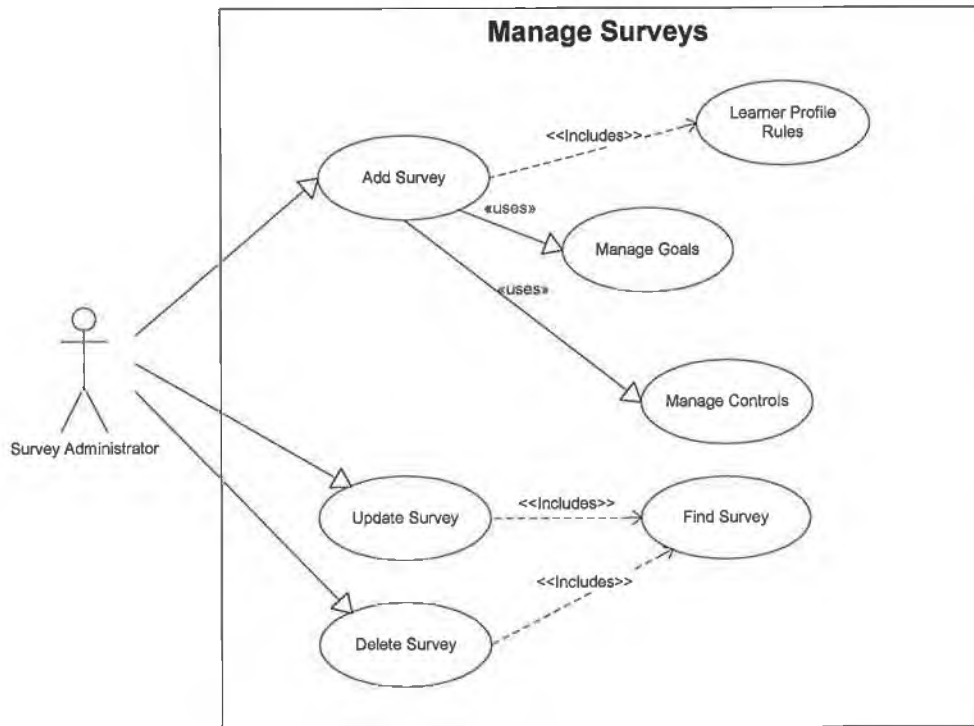 Manage Surveys
Learner Profile
Rules
<<Includes>>
Add Survey
«uses»
Manage Goals
«uses»
Manage Controls
Survey Administrator
Update Survey
<<Includes>>
Find Survey
<<Includes>>
Delete Survey